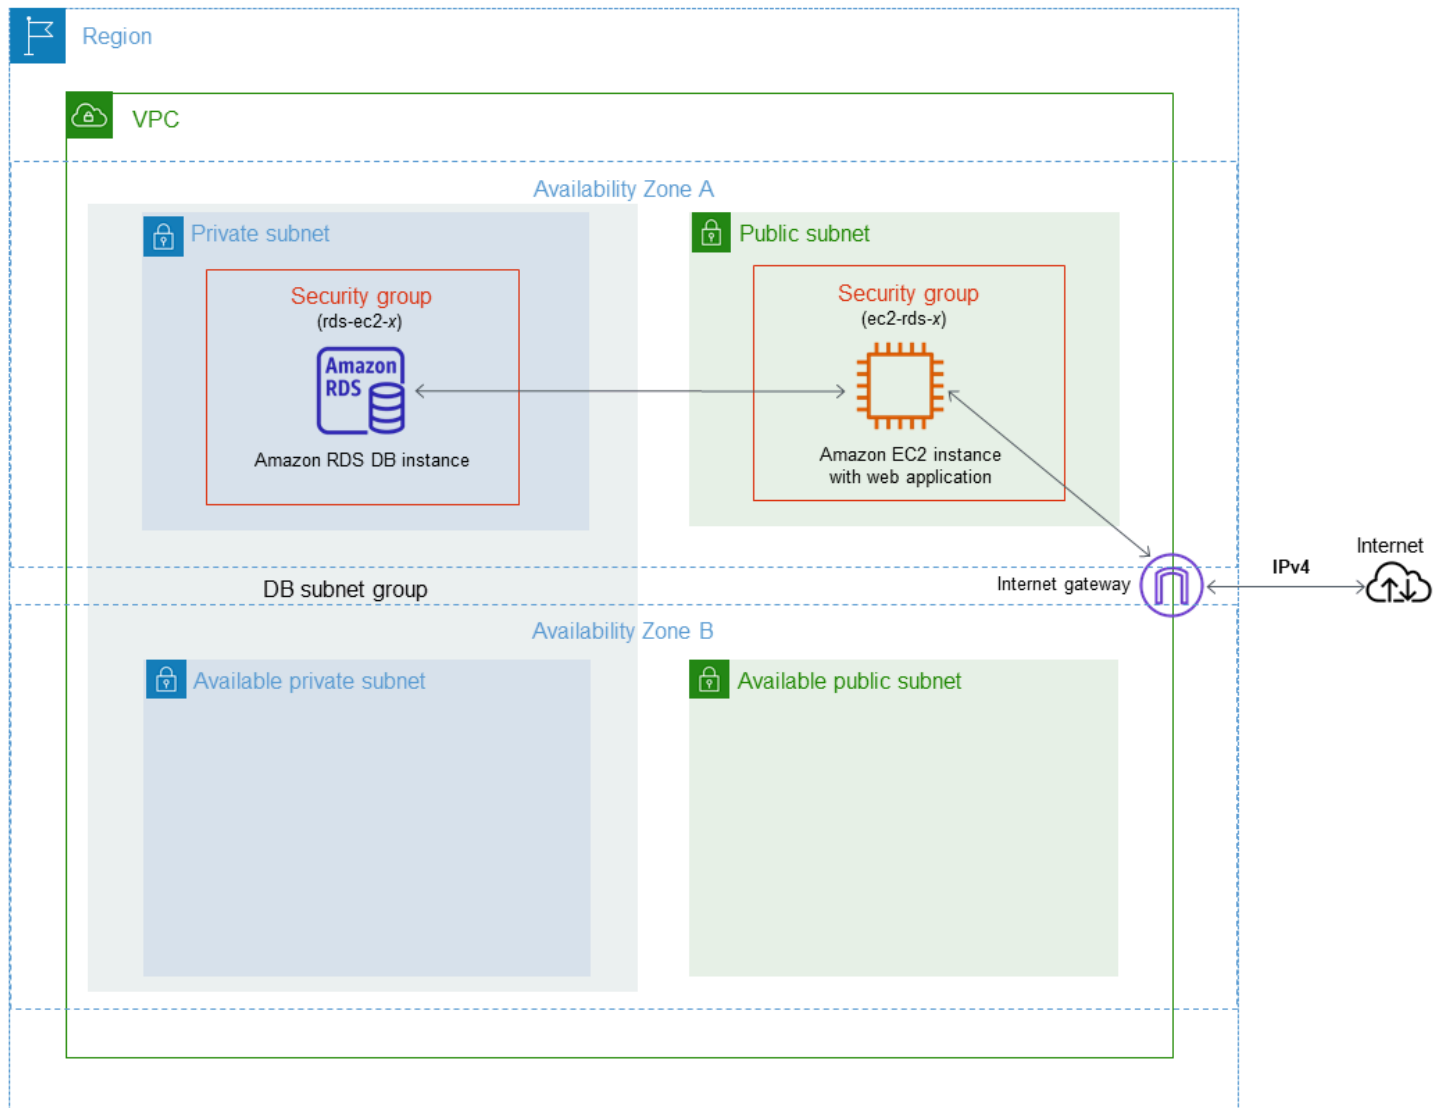 Region
VPC
Availability Zone A
Private subnet
Public subnet
Security group
(rds-ec2-x)
Security group
(ec2-rds-x)
Amazon
RDS
Amazon RDS DB instance
Amazon EC2 instance
with web application
Internet
IPv4
Internet gateway
DB subnet group
Availability Zone B
Available private subnet
Available public subnet